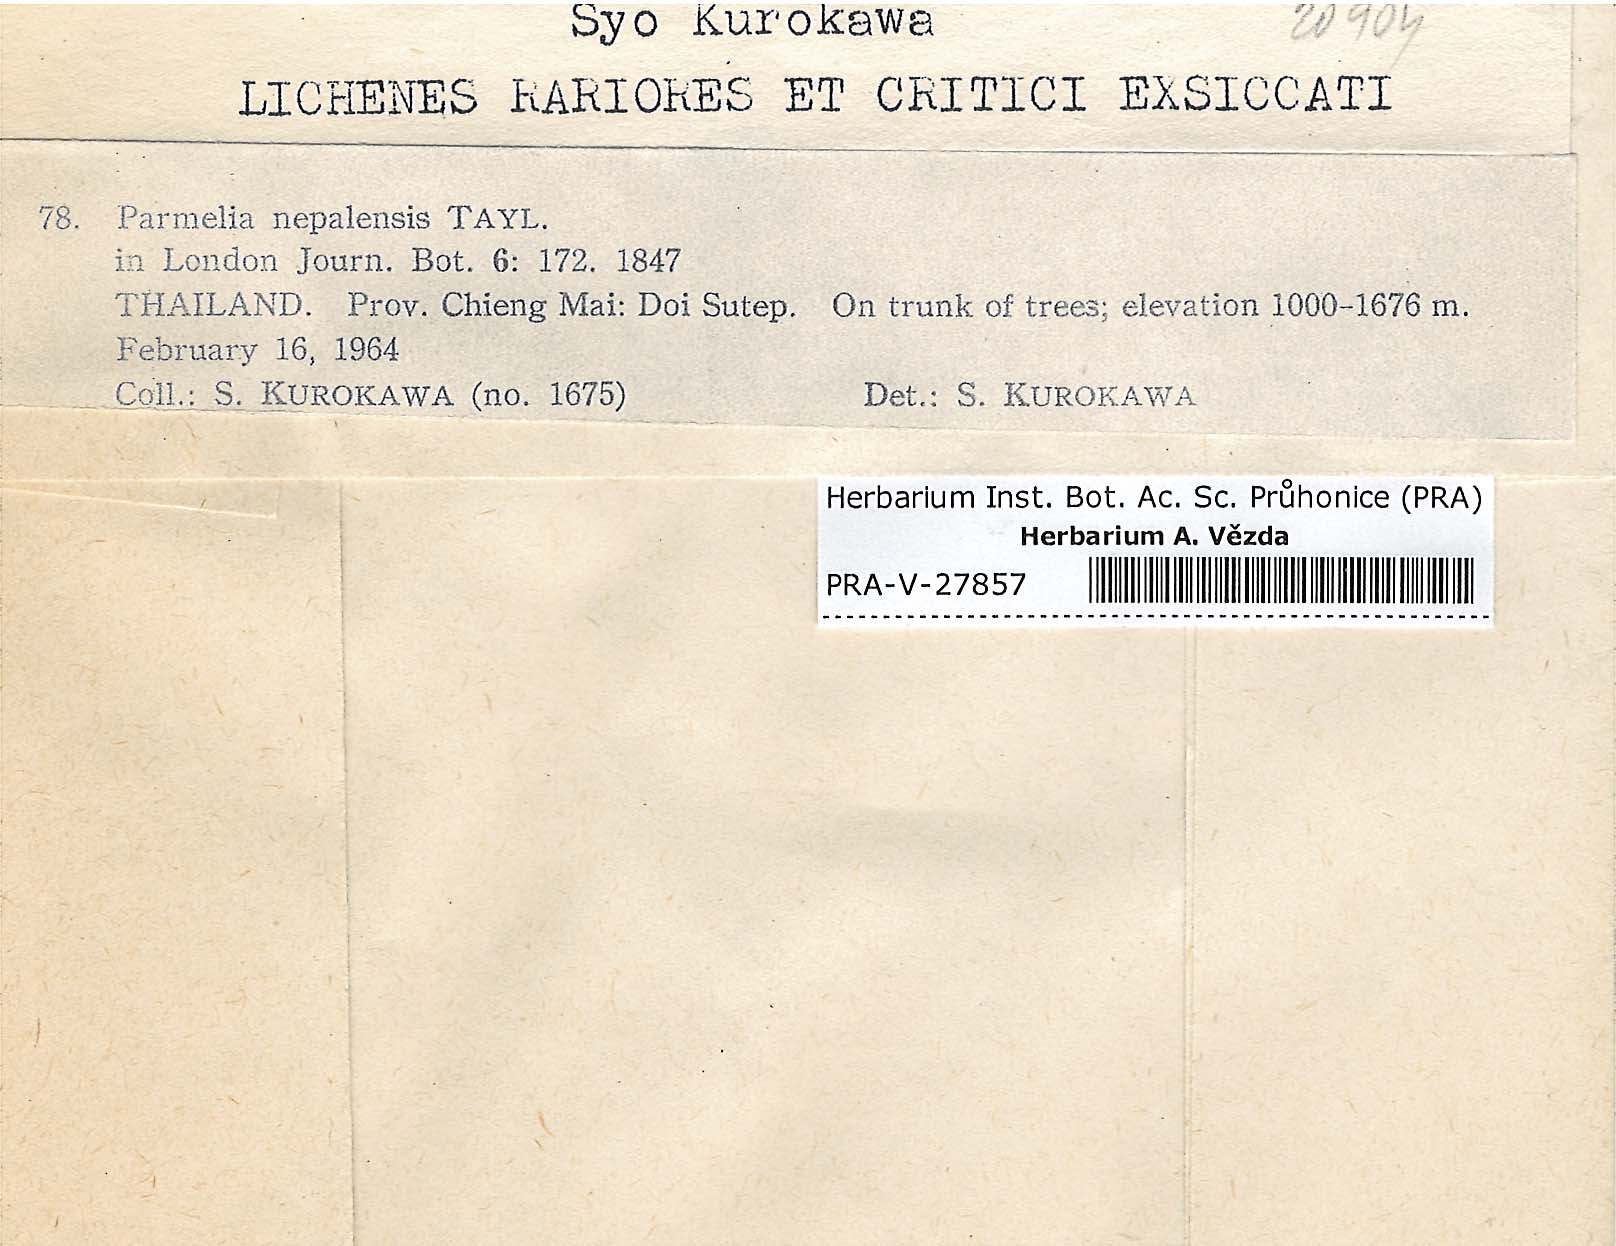 20904
Syo Kurokawa
LICHENES RARIORES ET CRITICI EXSICCATI
78. Parmelia nepalensis TAYL.
in London Journ. Bot. 6: 172. 1847
THAILAND. Prov. Chieng Mai: Doi Sutep. On trunk of trees; elevation 1000-1676 m.
February 16, 1964
Coll.: S. KUROKAWA (no. 1675) Det.: S. KUROKAWA
Herbarium Inst. Bot. Ac. Sc. Průhonice (PRA)
Herbarium A. Vězda
PRA-V-27857